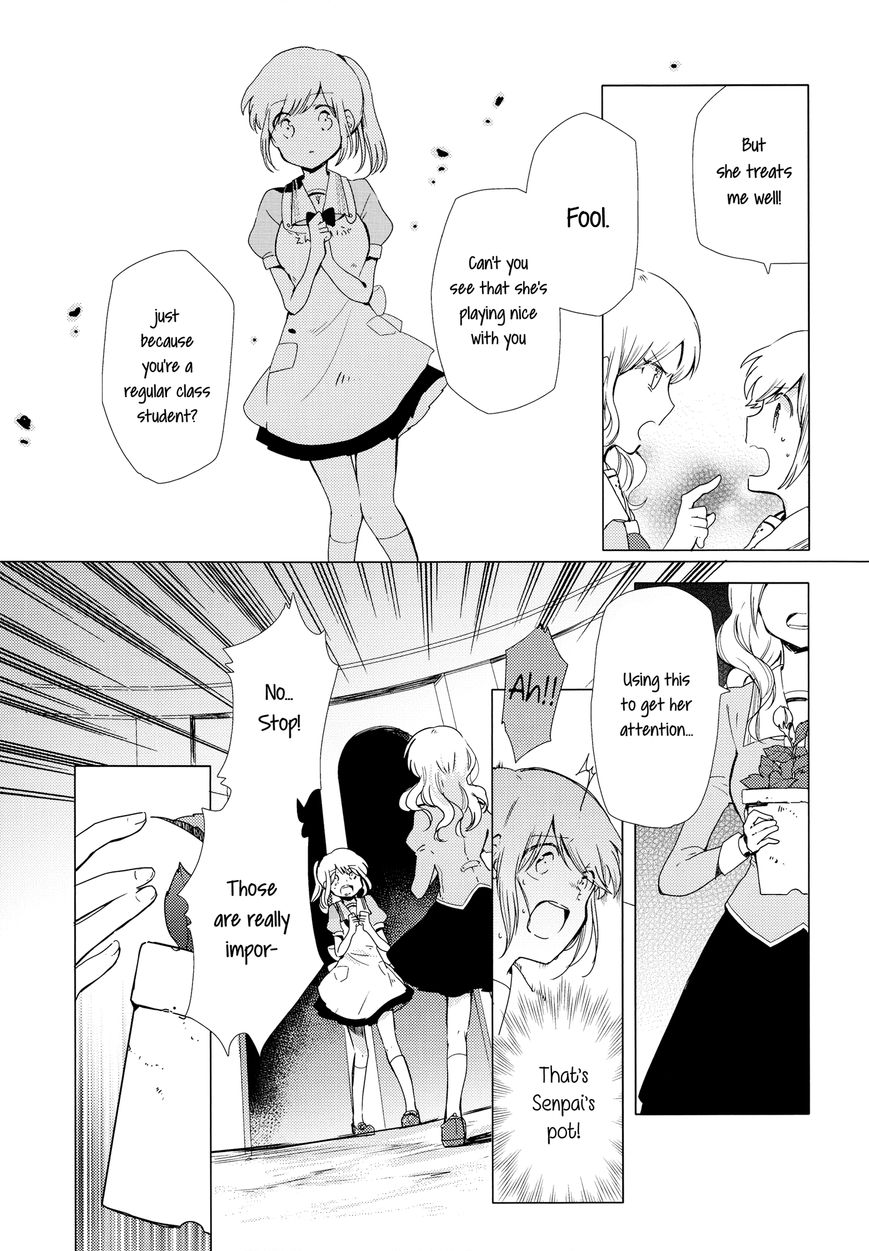 But
she treats
me well!
Fool.
Can't you
see that she's
playing nice
with you
just
because
you're a
regular class
student?
Using this
to get her
attention...
Ah!!
That's
Senpai's
pot!
No...
Stop!
Those
are really
impor-